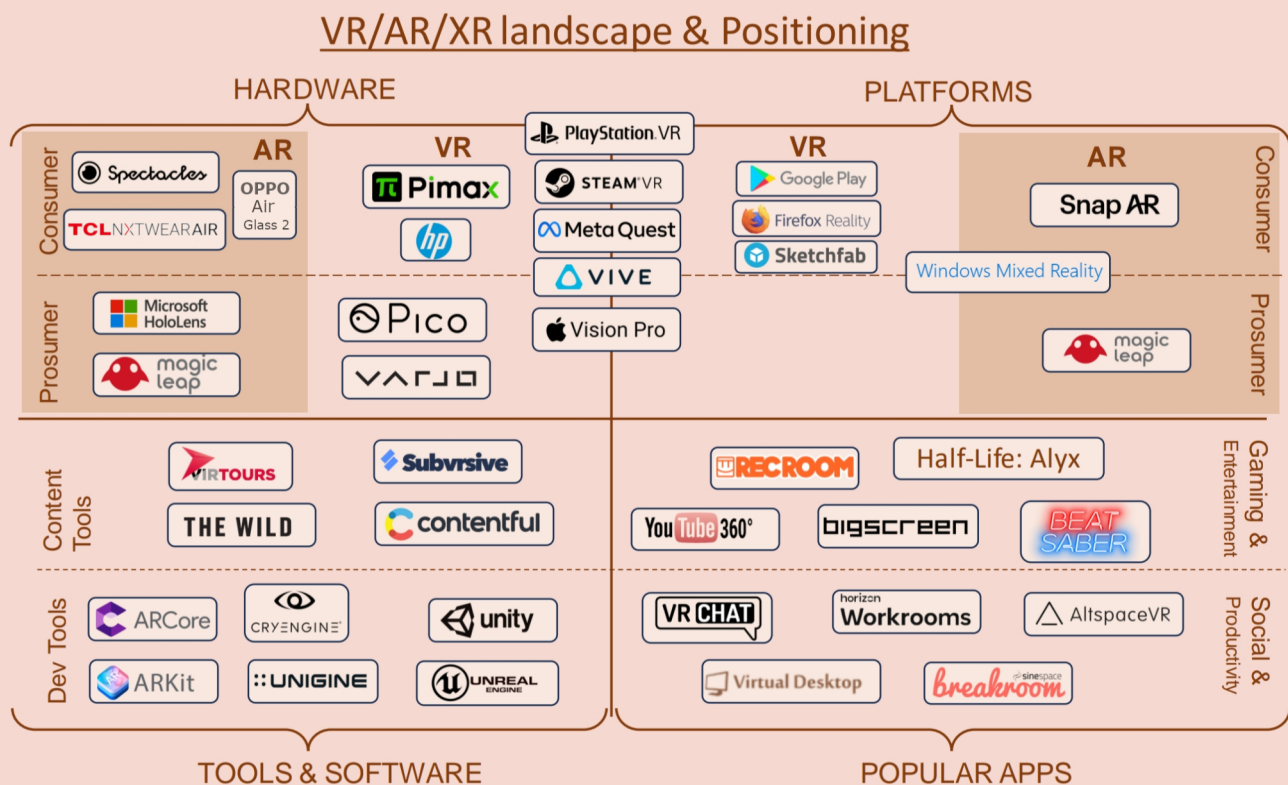 VR/AR/XR landscape & Positioning
HARDWARE
PLATFORMS
Consumer
AR
Spectacles
OPPO
Air
Glass 2
TCLNXTWEARAIR
VR
Pimax
hp
PlayStation.VR
STEAM®VR
Meta Quest
VIVE
Vision Pro
VR
Google Play
Firefox Reality
Sketchfab
AR
Snap AR
Consumer
Windows Mixed Reality
Prosumer
Microsoft
HoloLens
magic
leap
Pico
VARJO
magic
leap
Prosumer
Content
Tools
VIRTOURS
Subvrsive
THE WILD
contentful
RECROOM
Half-Life: Alyx
YouTube 360°
bigscreen
BEAT
SABER
Gaming &
Entertainment
Dev Tools
ARCore
CRYENGINE
unity
ARKit
UNIGINE
UNREAL
ENGINE
VR CHAT
horizon
Workrooms
AltspaceVR
Virtual Desktop
sinespace
breakroom
Social &
Productivity
TOOLS & SOFTWARE
POPULAR APPS